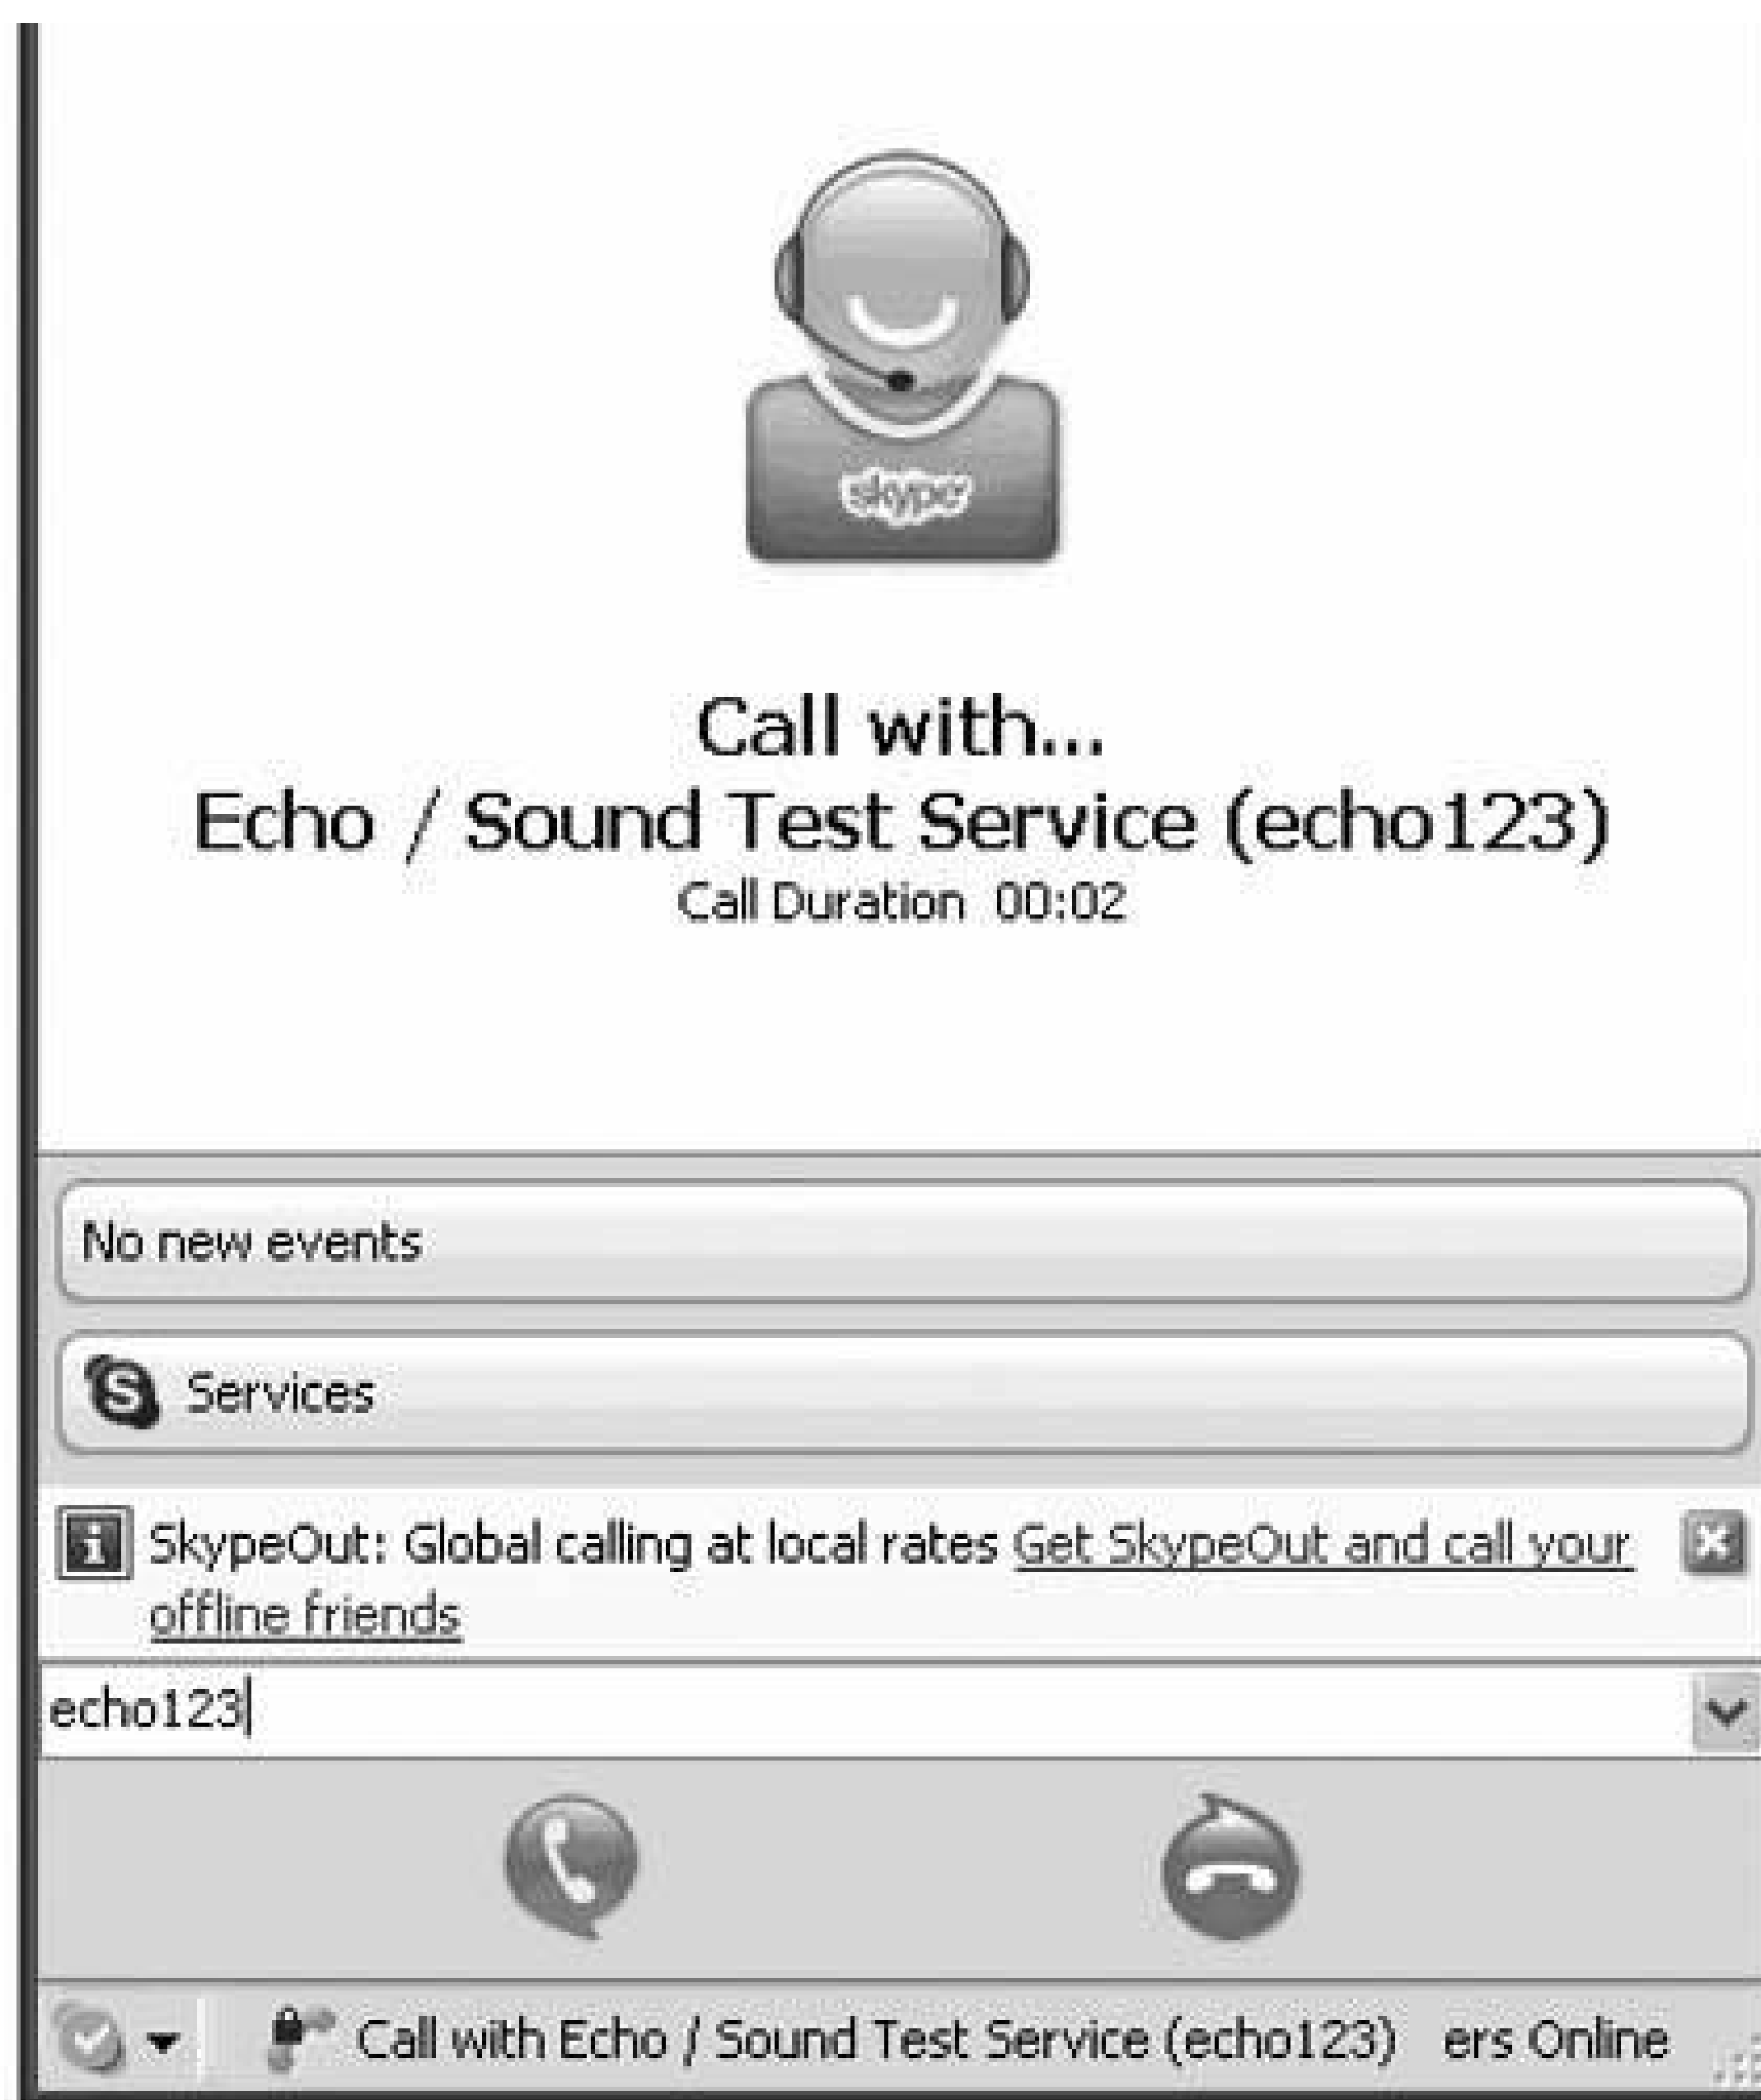 skype
Call with...
Echo / Sound Test Service (echo123)
Call Duration 00:02
No new events
Services
SkypeOut: Global calling at local rates Get SkypeOut and call your
offline friends
echo123
Call with Echo / Sound Test Service (echo123) ers Online